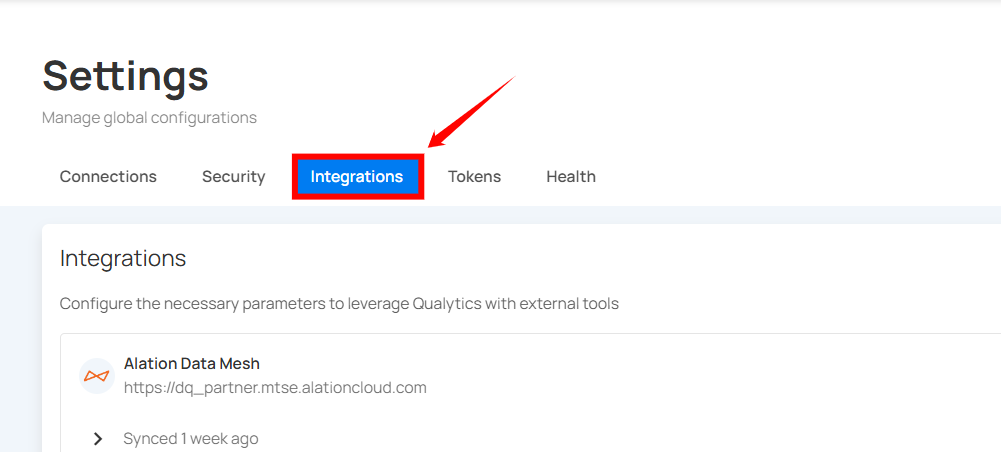 Settings
Manage global configurations
Connections Security Integrations Tokens Health
Integrations
Configure the necessary parameters to leverage Qualytics with external tools
Alation Data Mesh
https://dq_partner.mtse.alationcloud.com
Synced 1 week ago